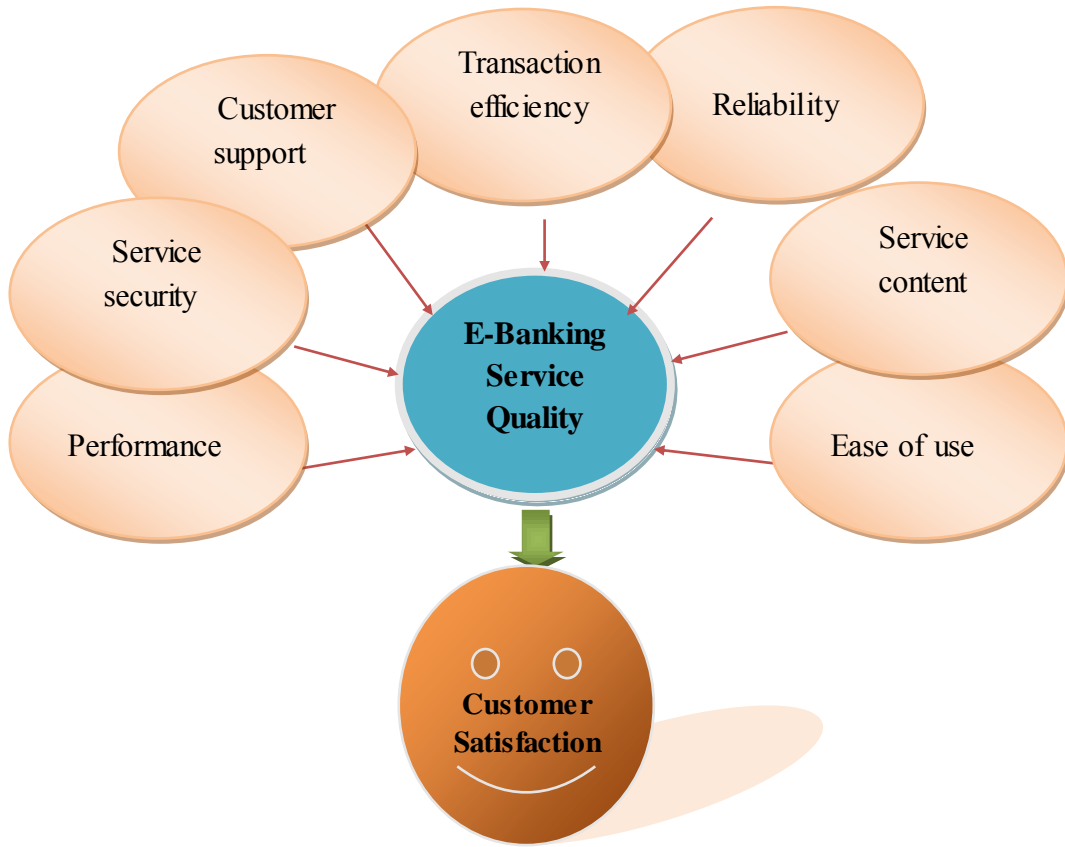 Transaction
efficiency
Reliability
Customer
support
Service
security
Service
content
E-Banking
Service
Quality
Performance
Ease of use
Customer
Satisfaction